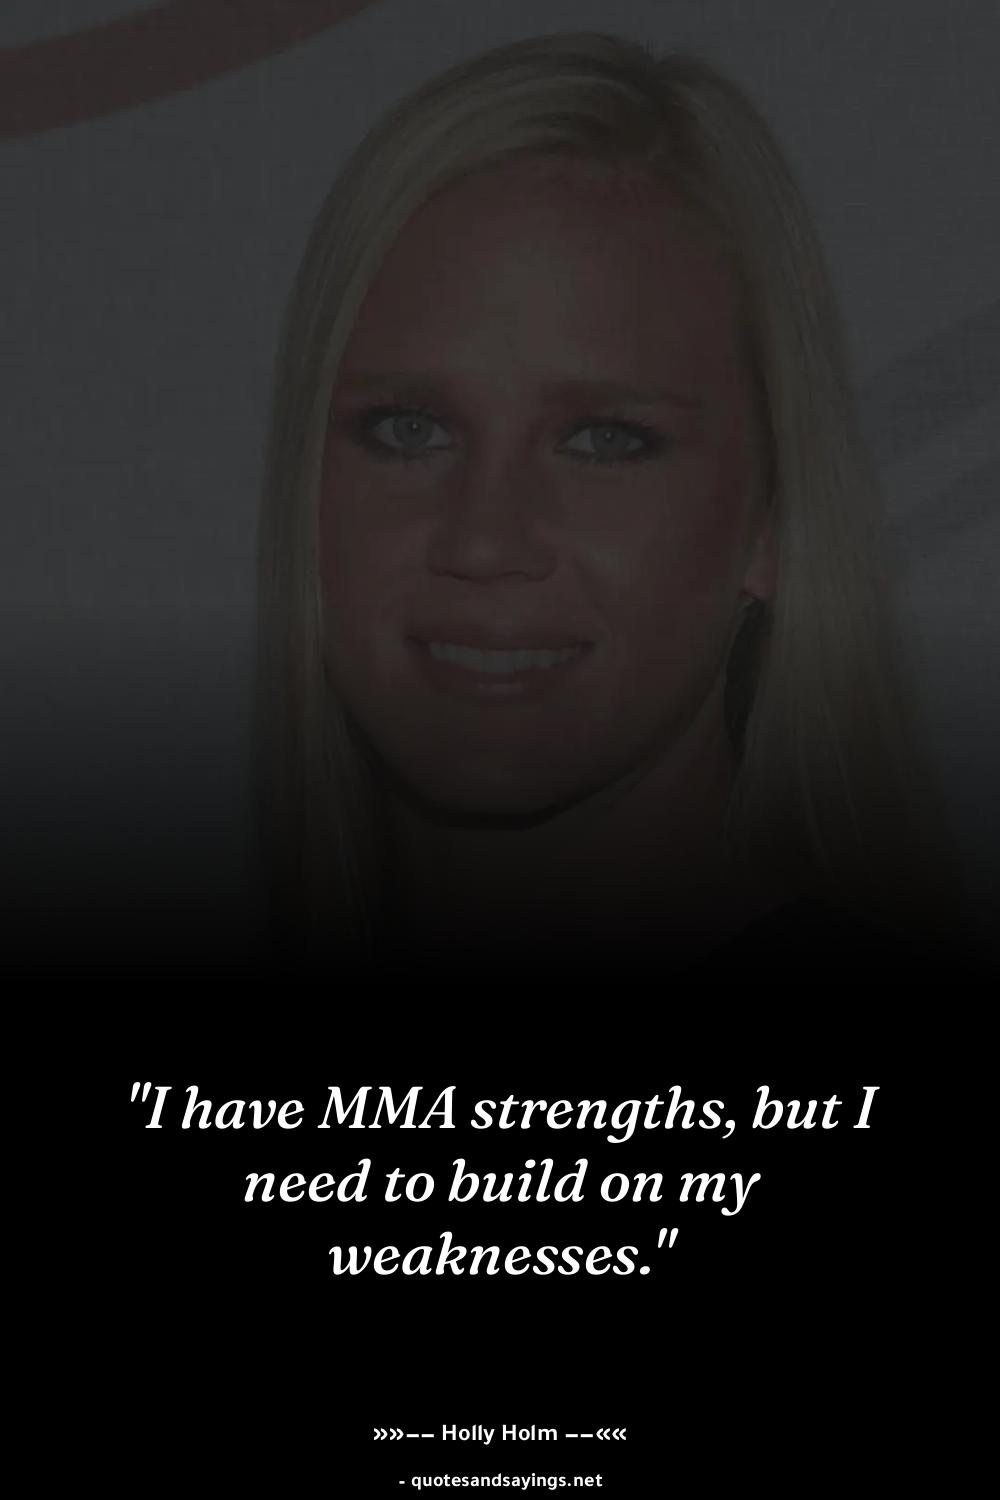 "I have MMA strengths, but I
need to build on my
weaknesses."
»»–– Holly Holm ––««
- quotesandsayings.net